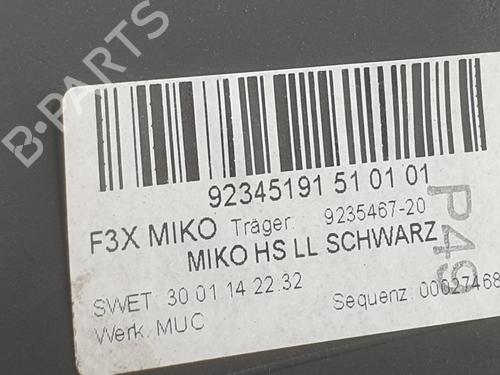 B-PARTS
92345191 51 01 01
F3X MIKO Träger. 9235467-20
MIKO HS LL SCHWARZ
SWET: 30 01 14 22:32
Werk. MUC
Sequenz: 00027468
P49